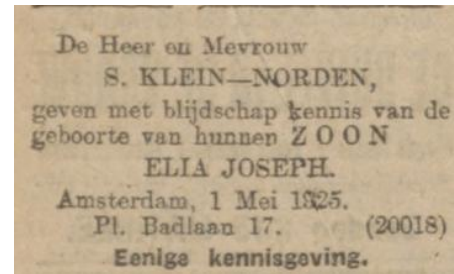 De Heer en Mevrouw
S. KLEIN—NORDEN,
geven met blijdschap kennis van de
geboorte van hunnen ZOON
ELIA JOSEPH.
Amsterdam, 1 Mei 1925.
Pl. Badlaan 17. (20018)
Eenige kennisgeving.